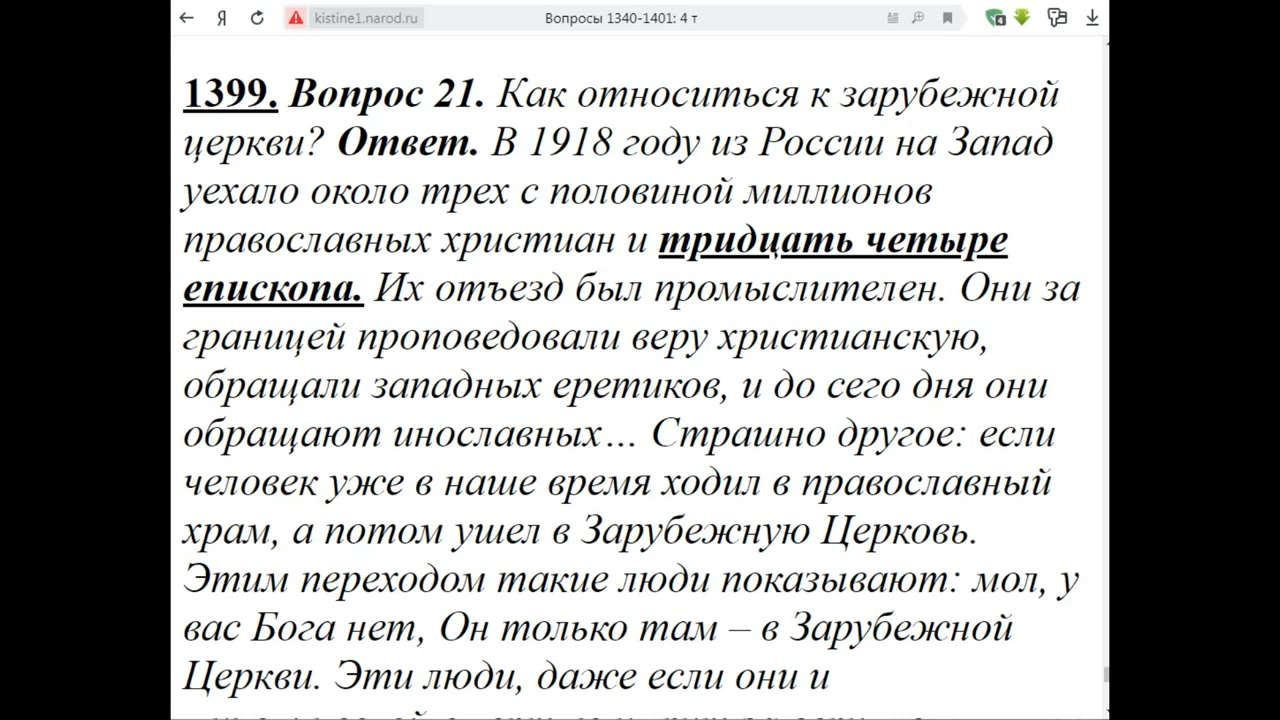 Я kistine1.narod.ru Вопросы 1340-1401: 4 т 4
1399. Вопрос 21. Как относиться к зарубежной
церкви? Ответ. В 1918 году из России на Запад
уехало около трех с половиной миллионов
православных христиан и тридцать четыре
епископа. Их отъезд был промыслителен. Они за
границей проповедовали веру христианскую,
обращали западных еретиков, и до сего дня они
обращают инославных… Страшно другое: если
человек уже в наше время ходил в православный
храм, а потом ушел в Зарубежную Церковь.
Этим переходом такие люди показывают: мол, у
вас Бога нет, Он только там – в Зарубежной
Церкви. Эти люди, даже если они и